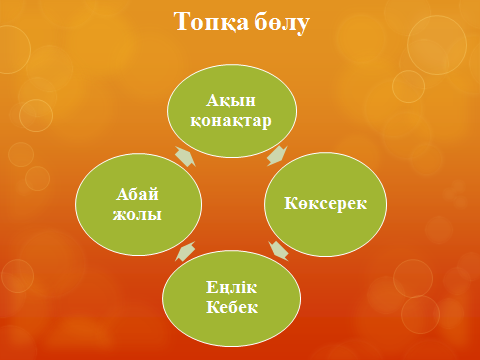 Топқа бөлу
Ақын
қонақтар
Абай
жолы
Көксерек
Еңлік
Кебек